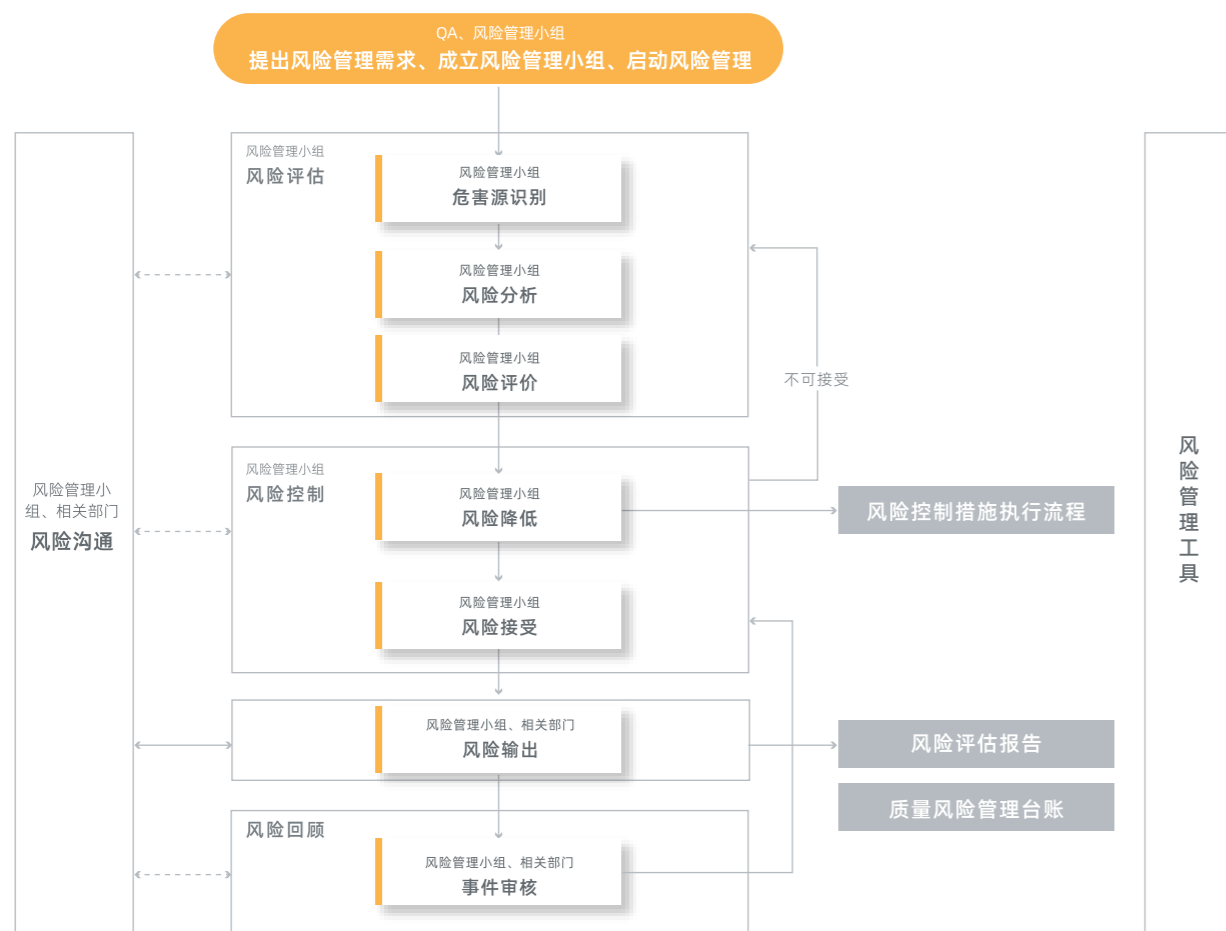 QA、风险管理小组
提出风险管理需求、成立风险管理小组、启动风险管理
风险管理小组
风险评估
风险管理小组
危害源识别
风险管理小组
风险分析
风险管理小组
风险评价
不可接受
风险管理小组
风险控制
风险管理小组
风险降低
风险控制措施执行流程
风险管理小
组、相关部门
风险沟通
风险管理小组
风险接受
风险管理小组、相关部门
风险输出
风险评估报告
质量风险管理台账
风险回顾
风险管理小组、相关部门
事件审核
风
险
管
理
工
具